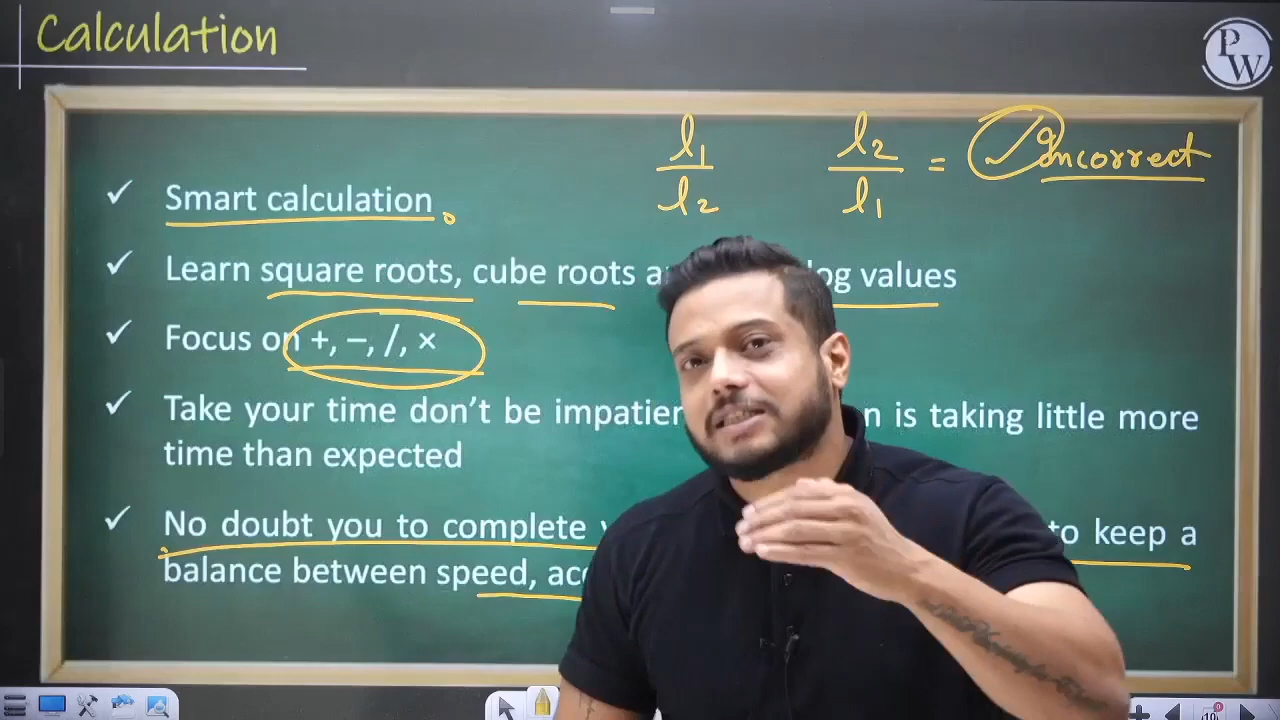 Calculation
PW
l1/l2 l2/l1 = incorrect
✓ Smart calculation.
✓ Learn square roots, cube roots log values
✓ Focus on +, –, /, ×
✓ Take your time don't be is taking little more
time than expected
✓ No doubt you to complete to keep a
balance between speed,